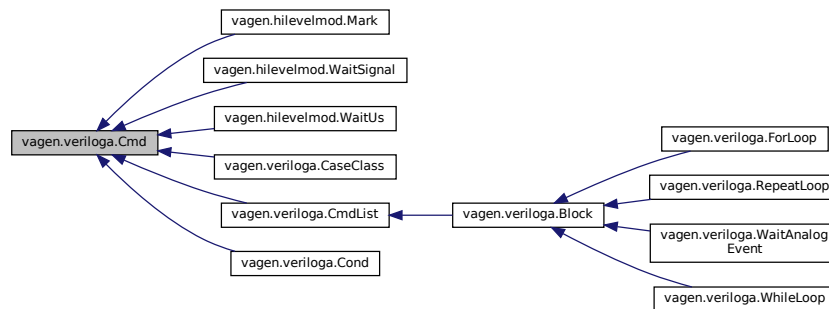 vagen.hilevelmod.Mark
vagen.hilevelmod.WaitSignal
vagen.hilevelmod.WaitUs
vagen.veriloga.Cmd
vagen.veriloga.CaseClass
vagen.veriloga.CmdList
vagen.veriloga.Cond
vagen.veriloga.Block
vagen.veriloga.ForLoop
vagen.veriloga.RepeatLoop
vagen.veriloga.WaitAnalog
Event
vagen.veriloga.WhileLoop